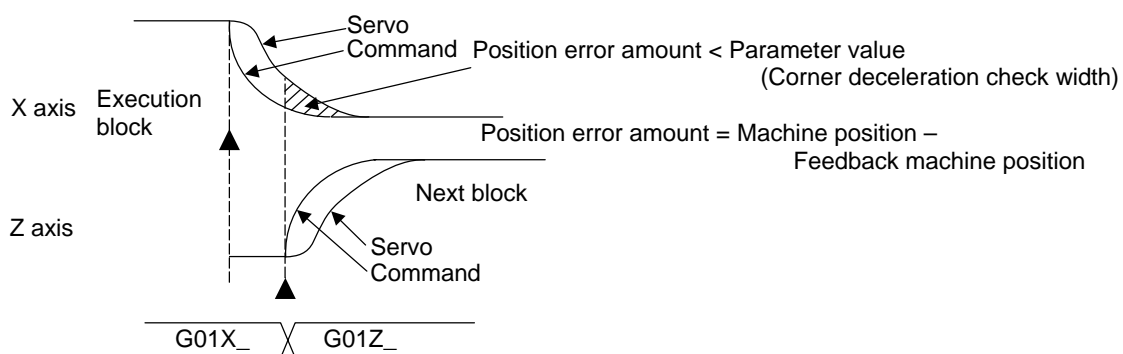 Servo
Command
Position error amount < Parameter value
(Corner deceleration check width)
X axis
Execution
block
Position error amount = Machine position –
Feedback machine position
Next block
Z axis
Servo
Command
G01X_
G01Z_